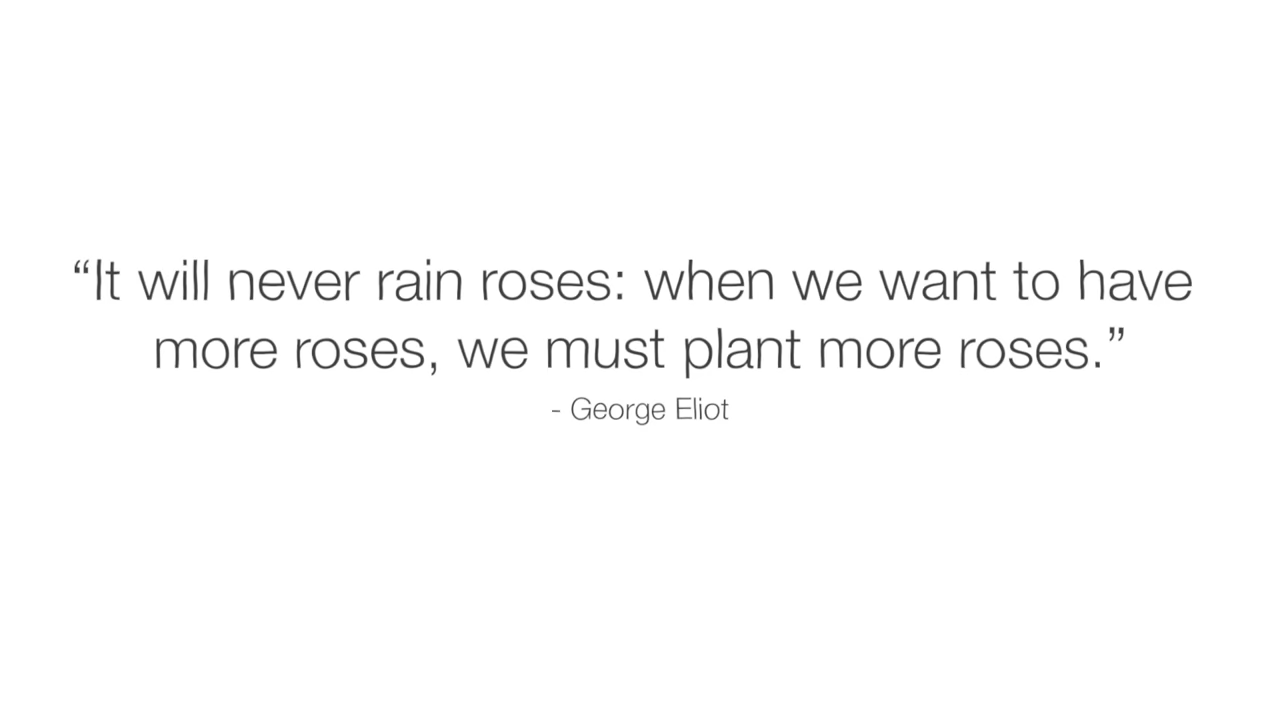 “It will never rain roses: when we want to have
more roses, we must plant more roses.”
- George Eliot